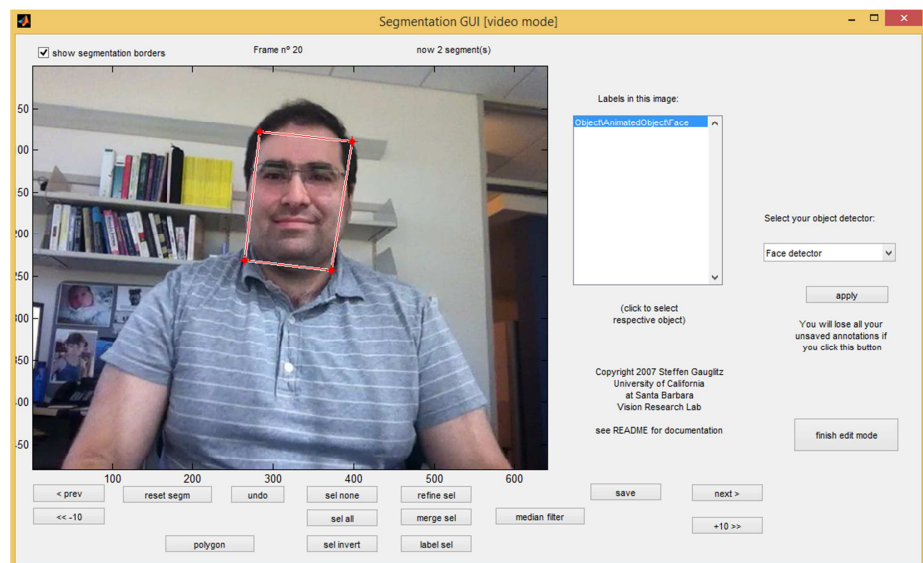 Segmentation GUI [video mode]
show segmentation borders
Frame nº 20
now 2 segment(s)
Labels in this image:
Object\AnimatedObject\Face
50
00
50
200
250
300
350
400
450
100
200
300
400
500
600
Select your object detector:
Face detector
apply
You will lose all your
unsaved annotations if
you click this button
(click to select
respective object)
Copyright 2007 Steffen Gauglitz
University of California
at Santa Barbara
Vision Research Lab
see README for documentation
finish edit mode
< prev
reset segm
undo
sel none
refine sel
save
next >
<< -10
sel all
merge sel
median filter
+10 >>
polygon
sel invert
label sel